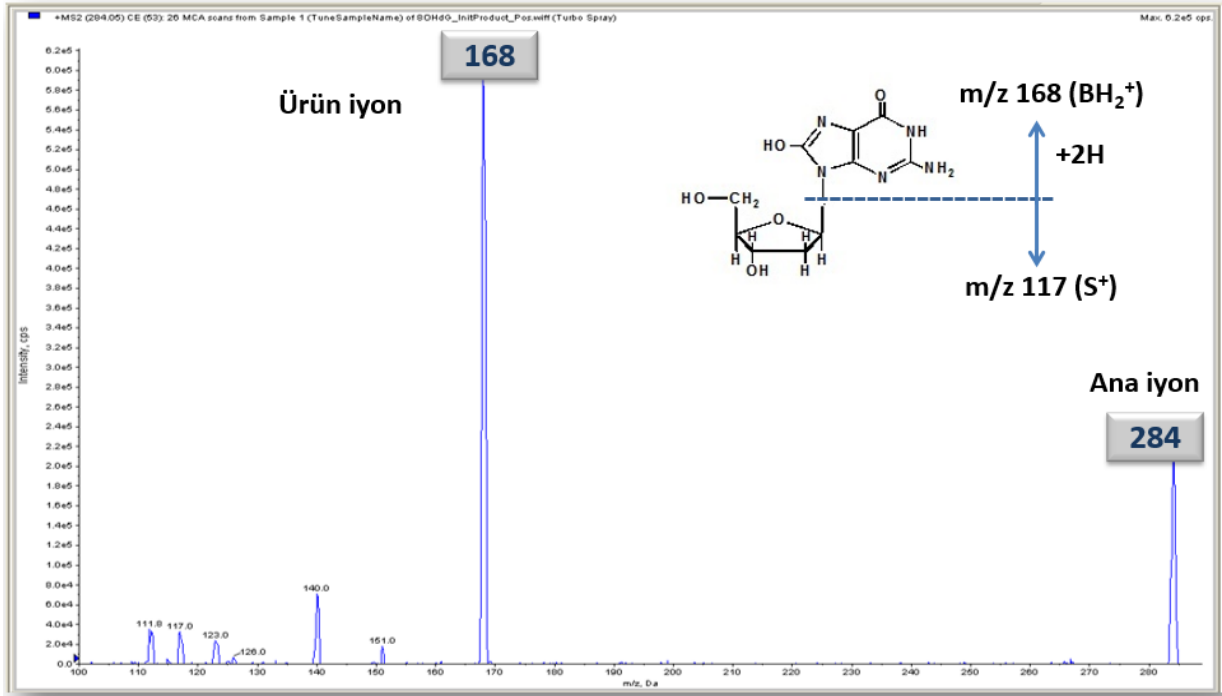 +MS2 (284.05) CE (53): 26 MCA scans from Sample 1 (TuneSampleName) of 8OHdG_InitProduct_Pos.wiff (Turbo Spray)
Max. 6.2e5 cps.
168
Ürün iyon
m/z 168 (BH₂⁺)
+2H
m/z 117 (S⁺)
Ana iyon
284
O
N
NH
HO
N
N
NH₂
HO
CH₂
O
H
H
H
OH
H
H
6.2e5
6.0e5
5.8e5
5.6e5
5.4e5
5.2e5
5.0e5
4.8e5
4.6e5
4.4e5
4.2e5
4.0e5
3.8e5
3.6e5
3.4e5
3.2e5
3.0e5
2.8e5
2.6e5
2.4e5
2.2e5
2.0e5
1.8e5
1.6e5
1.4e5
1.2e5
1.0e5
8.0e4
6.0e4
4.0e4
2.0e4
0.0
Intensity, cps
111.8
117.0
123.0
126.0
140.0
151.0
100 110 120 130 140 150 160 170 180 190 200 210 220 230 240 250 260 270 280
m/z, Da